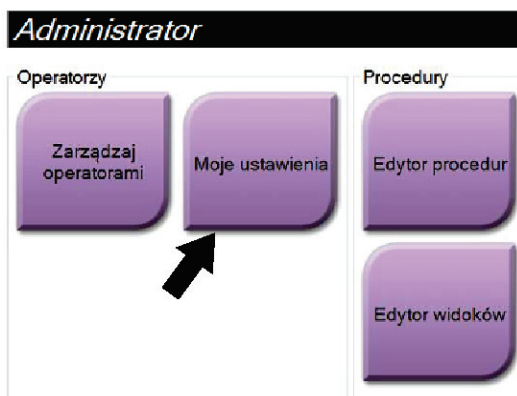 Administrator
Operatorzy
Zarządzaj
operatorami
Moje ustawienia
Procedury
Edytor procedur
Edytor widoków